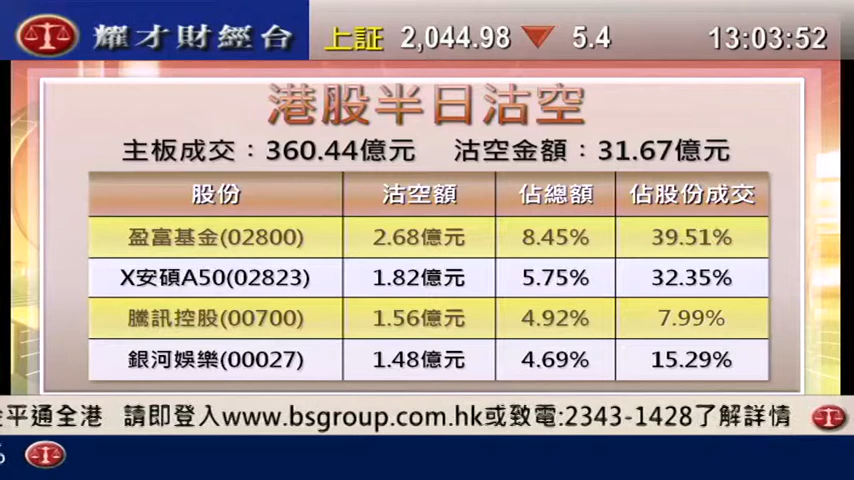 耀才財經台 上証 2,044.98 5.4 13:03:52
港股半日沽空
主板成交：360.44億元 沽空金額：31.67億元
股份 沽空額 佔總額 佔股份成交
盈富基金(02800) 2.68億元 8.45% 39.51%
X安碩A50(02823) 1.82億元 5.75% 32.35%
騰訊控股(00700) 1.56億元 4.92% 7.99%
銀河娛樂(00027) 1.48億元 4.69% 15.29%
平通全港 請即登入www.bsgroup.com.hk或致電:2343-1428了解詳情